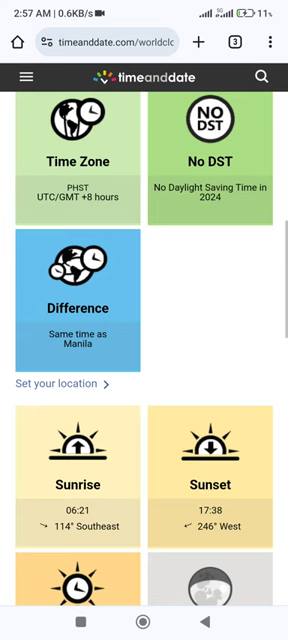 2:57 AM | 0.6KB/s
5G
11%
timeanddate.com/worldclo
3
timeanddate
Time Zone
PHST
UTC/GMT +8 hours
NO
DST
No DST
No Daylight Saving Time in
2024
Difference
Same time as
Manila
Set your location >
Sunrise
06:21
→ 114° Southeast
Sunset
17:38
← 246° West